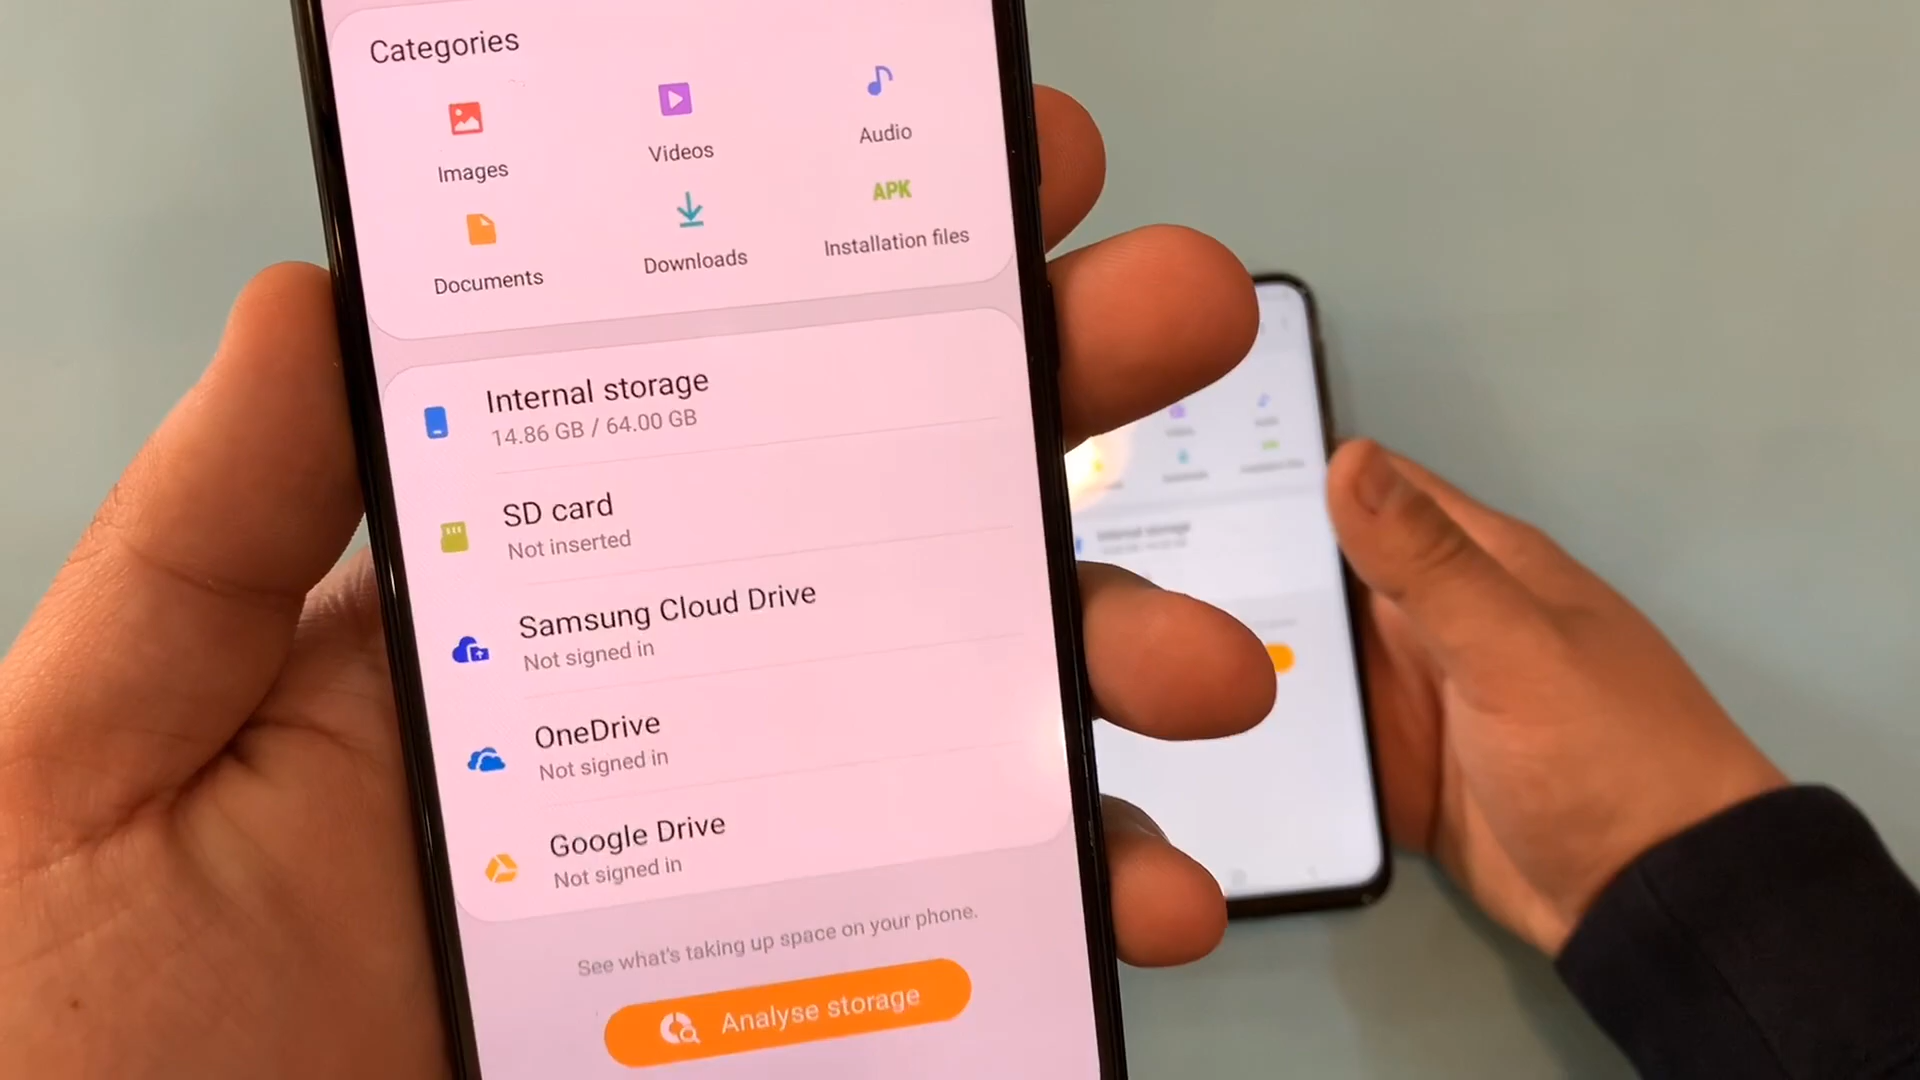 Categories
Images
Videos
Audio
Documents
Downloads
APK
Installation files
Internal storage
14.86 GB / 64.00 GB
SD card
Not inserted
Samsung Cloud Drive
Not signed in
OneDrive
Not signed in
Google Drive
Not signed in
See what's taking up space on your phone.
Analyse storage
Internal storage